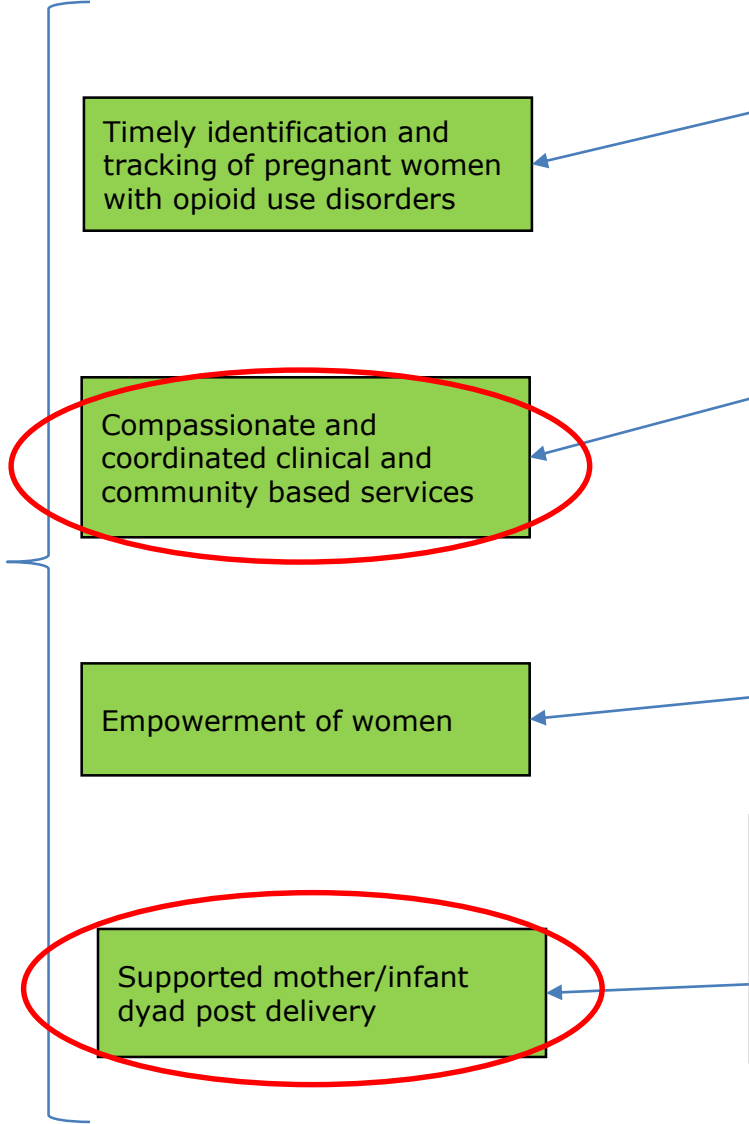 Timely identification and
tracking of pregnant women
with opioid use disorders
Compassionate and
coordinated clinical and
community based services
Empowerment of women
Supported mother/infant
dyad post delivery